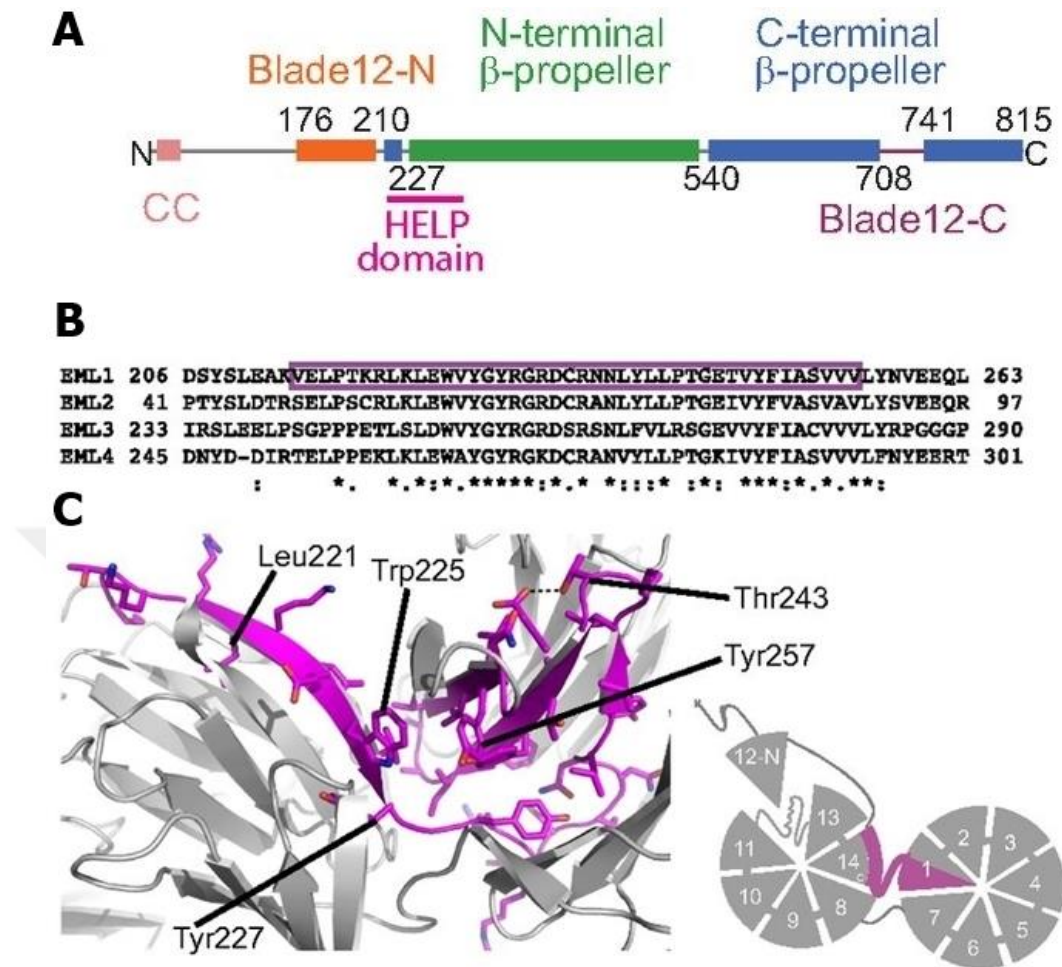 A
N-terminal C-terminal
Blade12-N β-propeller β-propeller
176 210 741 815
N C
227 540 708
CC HELP Blade12-C
domain
B
EML1 206 DSYSLEAKVELPTKRLKLEWVYGYRGRDCRNNLYLLPTGETVYFIASVVVLYNVEEQL 263
EML2 41 PTYSLDTRSELPSCRLKLEWVYGYRGRDCRANLYLLPTGEIVYFVASVAVLYSVEEQR 97
EML3 233 IRSLEELPSGPPPETLSLDWVYGYRGRDSRSNLFVLRSGEVVYFIACVVVLYRPGGGP 290
EML4 245 DNYD-DIRTELPPEKLKLEWAYGYRGKDCRANVYLLPTGKIVYFIASVVVLFNYEERT 301
: *. *.*:*.*****:*.* *:::* *:: ***:*.*.**:
C
Leu221
Trp225
Thr243
Tyr257
Tyr227
12-N
13
11 14 1 2 3
C
10 4
9 8 7 5
6